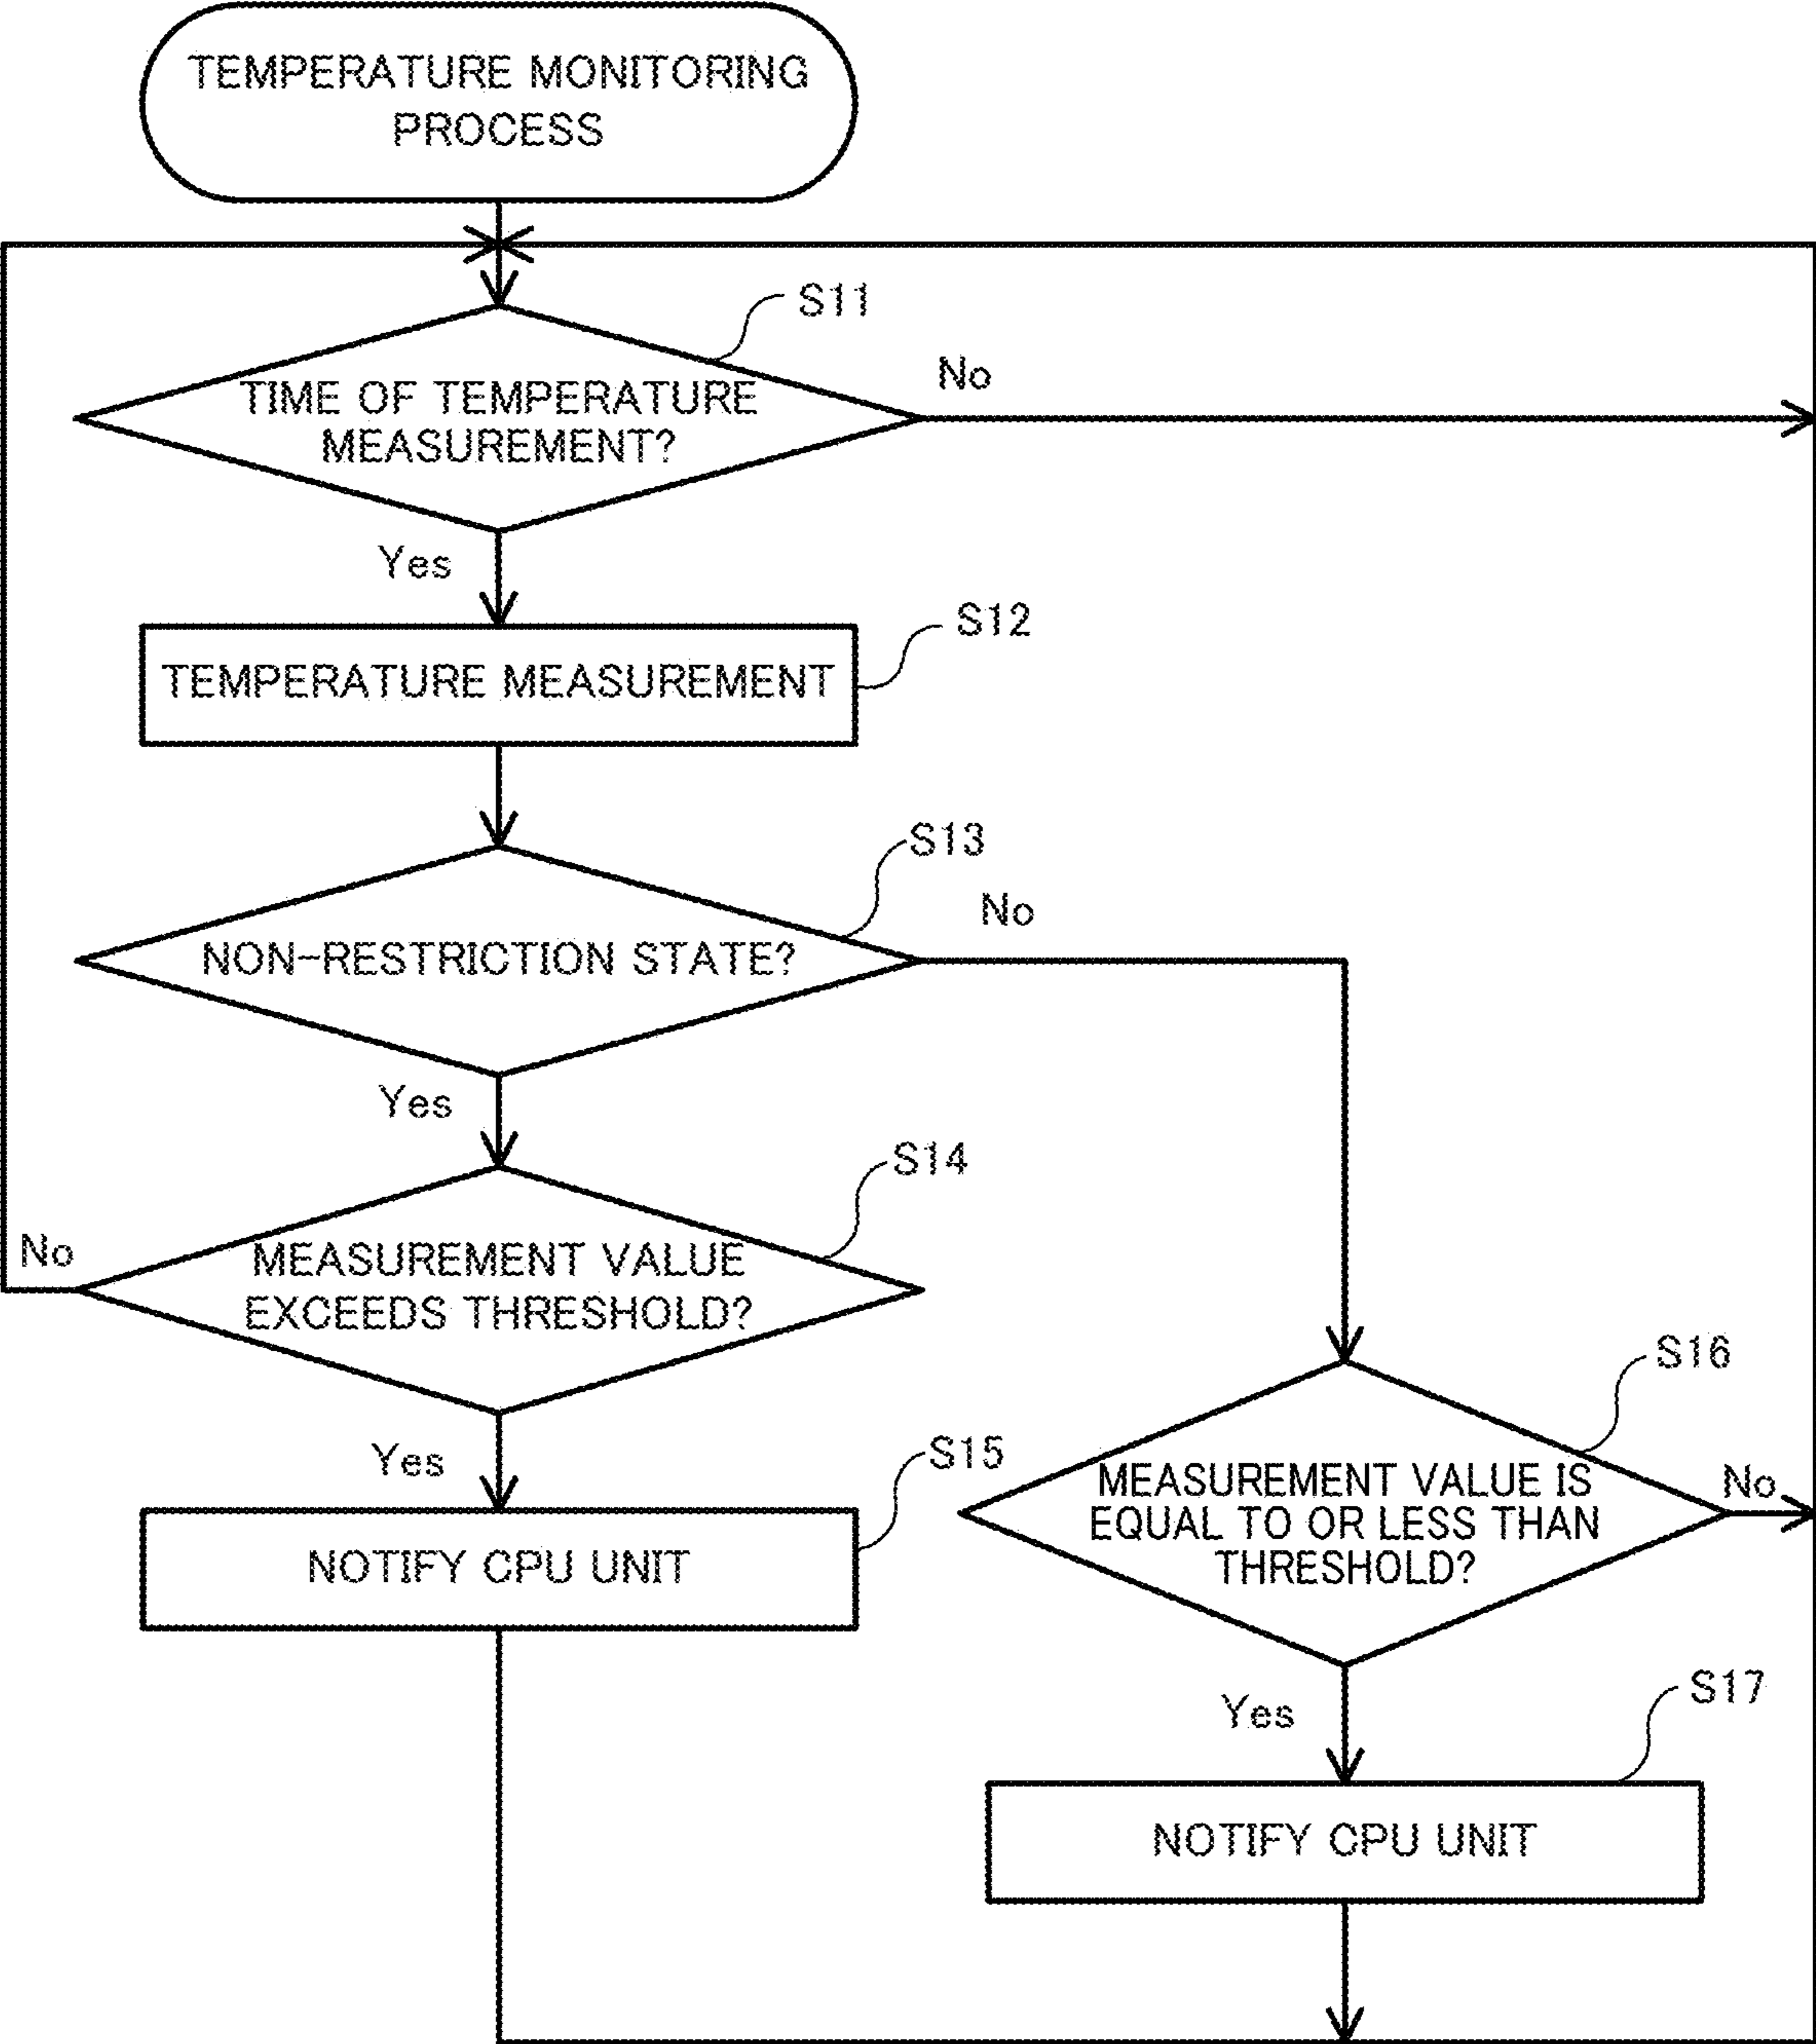 TEMPERATURE MONITORING
PROCESS
S11
No
TIME OF TEMPERATURE
MEASUREMENT?
Yes
S12
TEMPERATURE MEASUREMENT
S13
No
NON-RESTRICTION STATE?
Yes
S14
No
MEASUREMENT VALUE
EXCEEDS THRESHOLD?
Yes
S15
NOTIFY CPU UNIT
S16
MEASUREMENT VALUE IS
EQUAL TO OR LESS THAN
THRESHOLD?
No
Yes
S17
NOTIFY CPU UNIT